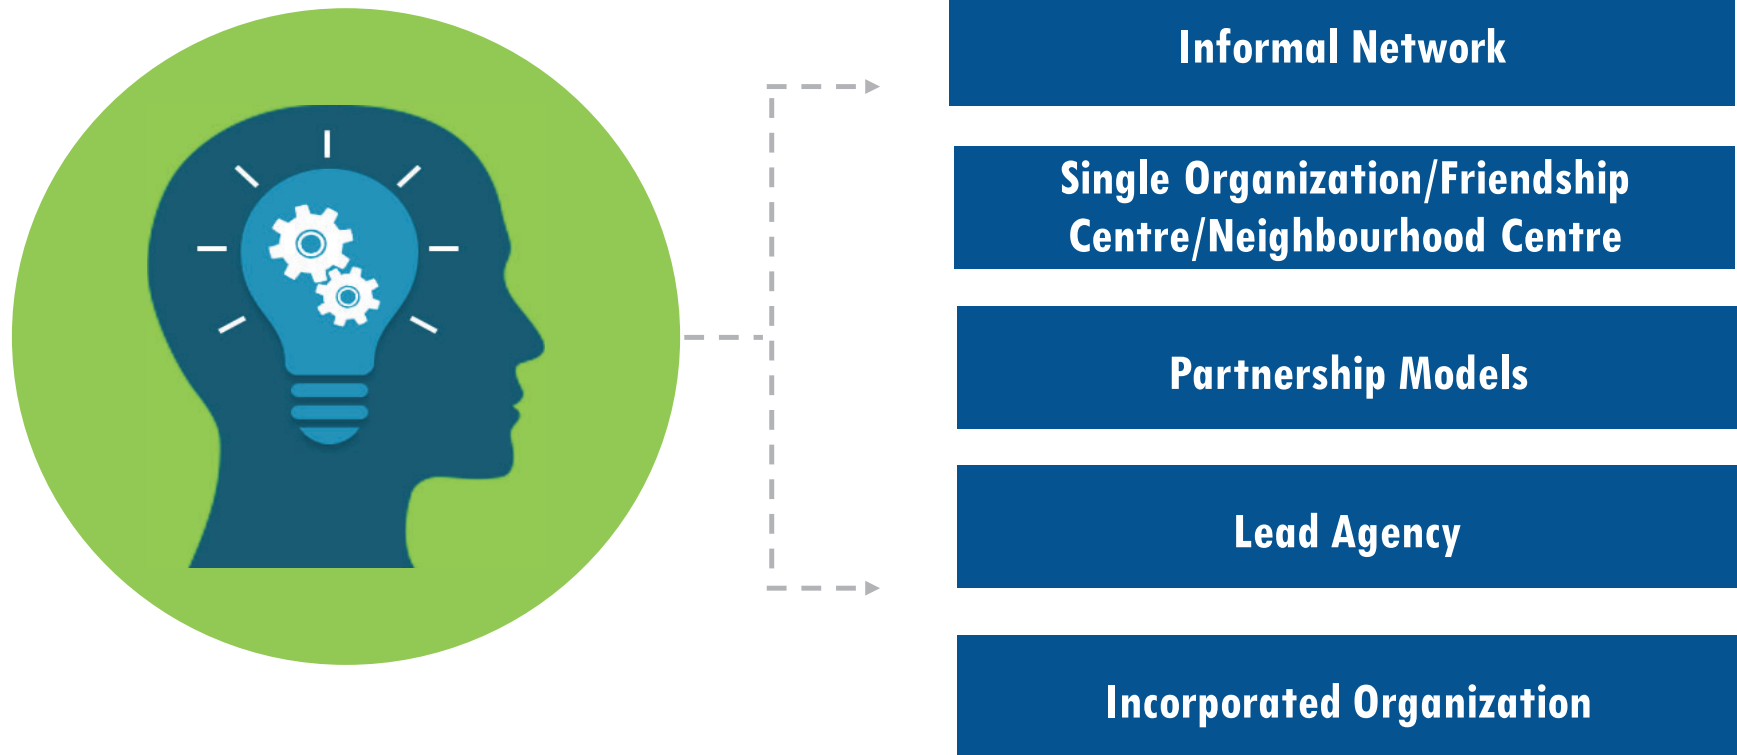 Informal Network
Single Organization/Friendship
Centre/Neighbourhood Centre
Partnership Models
Lead Agency
Incorporated Organization